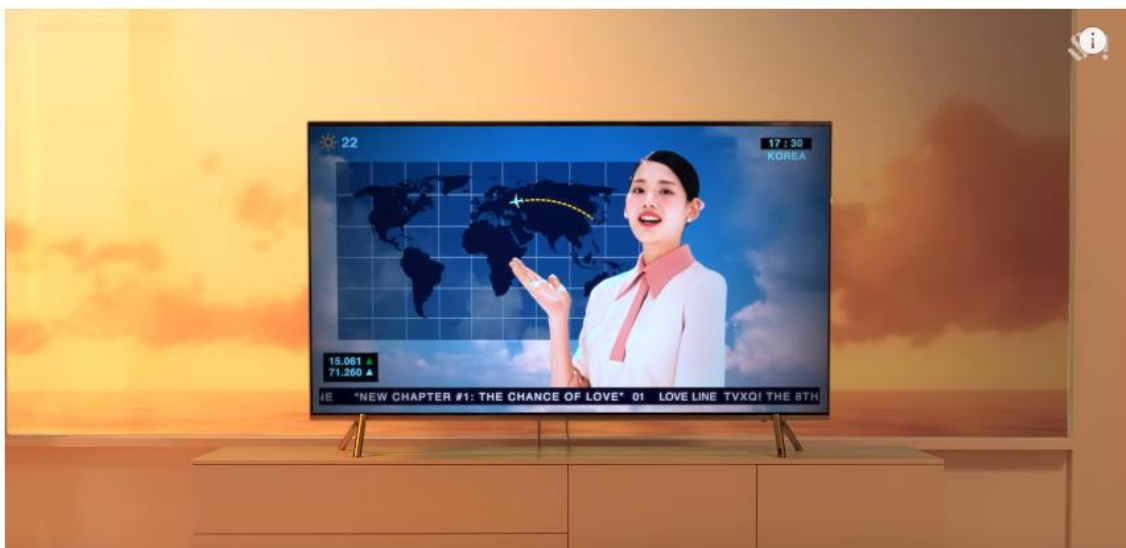 22
17 : 30
KOREA
15.061 ▲
71.260 ▲
NE "NEW CHAPTER #1: THE CHANCE OF LOVE" 01 LOVE LINE TVXQ! THE 8TH
i